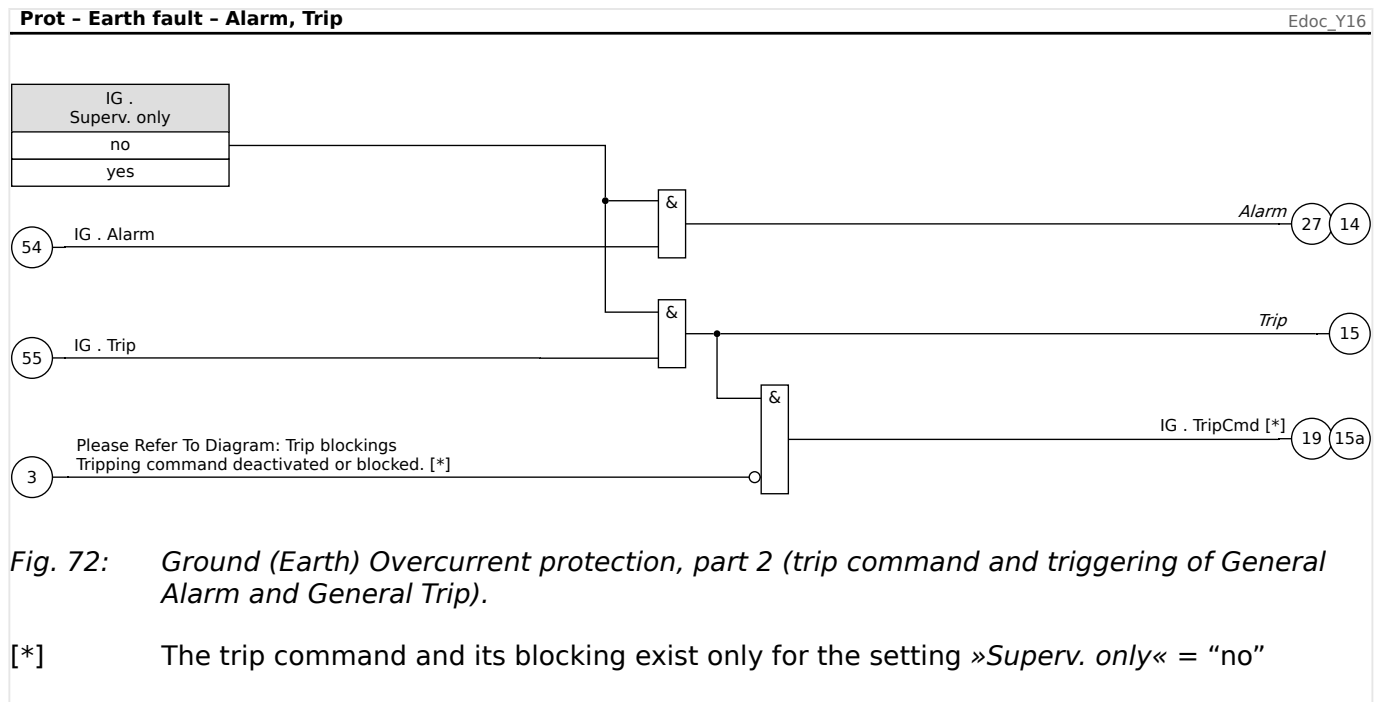 Prot – Earth fault – Alarm, Trip
Edoc_Y16
IG .
Superv. only
no
yes
&
Alarm
27 14
54
IG . Alarm
&
Trip
15
55
IG . Trip
&
IG . TripCmd [*]
19 15a
Please Refer To Diagram: Trip blockings
Tripping command deactivated or blocked. [*]
3
Fig. 72: Ground (Earth) Overcurrent protection, part 2 (trip command and triggering of General
Alarm and General Trip).
[*] The trip command and its blocking exist only for the setting »Superv. only« = “no”